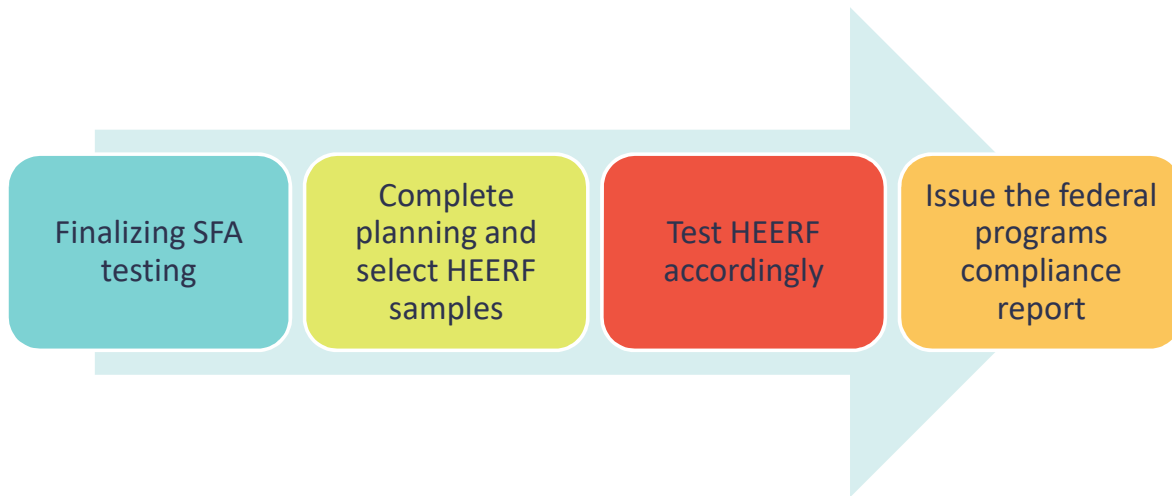 Finalizing SFA
testing
Complete
planning and
select HEERF
samples
Test HEERF
accordingly
Issue the federal
programs
compliance
report